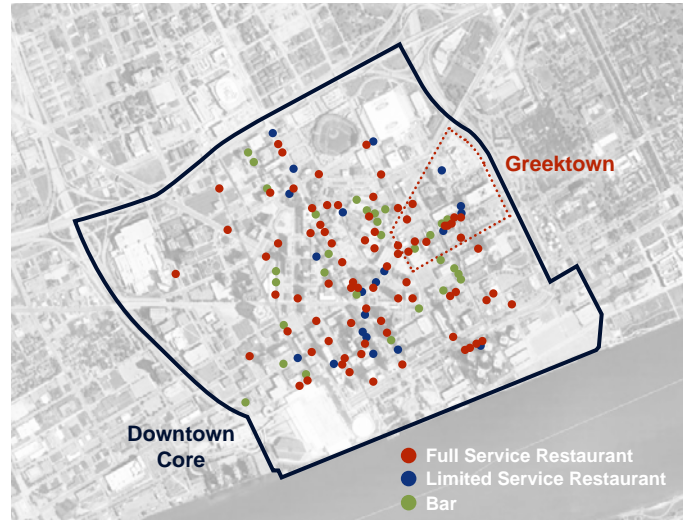 Greektown
Downtown
Core
Full Service Restaurant
Limited Service Restaurant
Bar